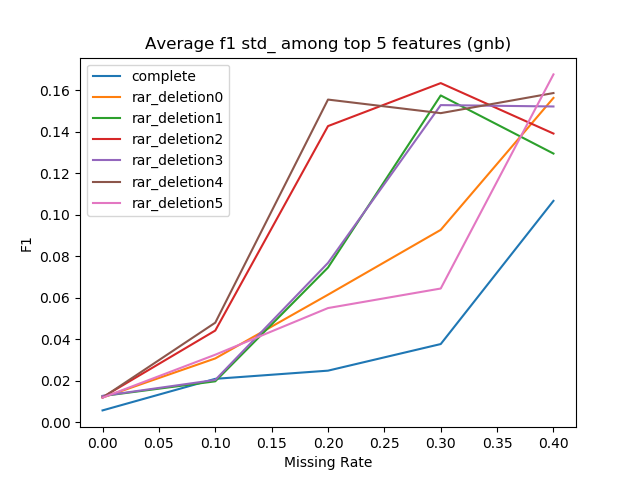 Average f1 std_ among top 5 features (gnb)
complete
rar_deletion0
rar_deletion1
rar_deletion2
rar_deletion3
rar_deletion4
rar_deletion5
F1
0.16
0.14
0.12
0.10
0.08
0.06
0.04
0.02
0.00
0.00 0.05 0.10 0.15 0.20 0.25 0.30 0.35 0.40
Missing Rate